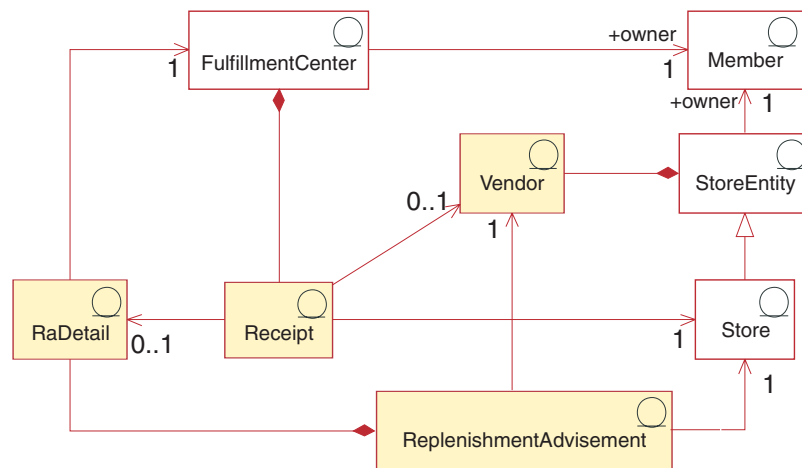 +owner
1
FulfillmentCenter
1
Member
+owner
1
Vendor
0..1
1
StoreEntity
RaDetail
0..1
Receipt
1
Store
1
ReplenishmentAdvisement